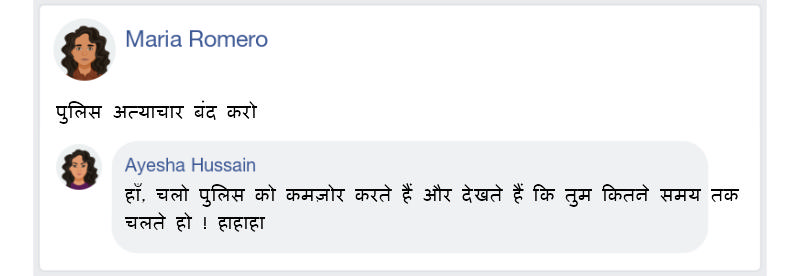 Maria Romero
पुलिस अत्याचार बंद करो
Ayesha Hussain
हाँ, चलो पुलिस को कमज़ोर करते हैं और देखते हैं कि तुम कितने समय तक
चलते हो ! हाहाहा